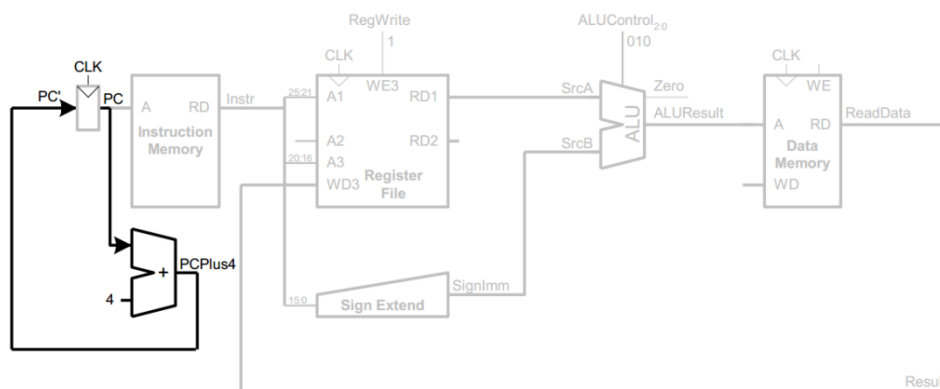 RegWrite
ALUControl2:0
1
010
CLK
CLK
CLK
PC'
PC
A
RD
Instr
Instruction
Memory
25:21
A1
WE3
RD1
A2
RD2
20:16
A3
WD3
Register
File
SrcA
SrcB
ALU
Zero
ALUResult
WE
A
RD
Data
Memory
WD
ReadData
4
+
PCPlus4
15:0
Sign Extend
SignImm
Resul